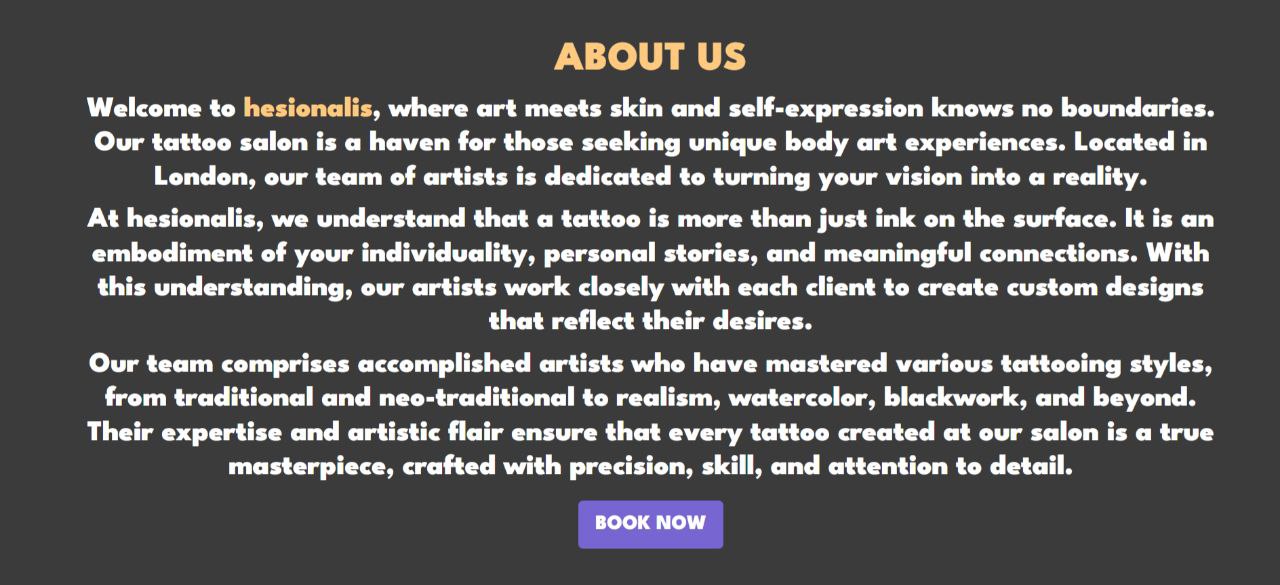 ABOUT US
Welcome to hesionalis, where art meets skin and self-expression knows no boundaries.
Our tattoo salon is a haven for those seeking unique body art experiences. Located in
London, our team of artists is dedicated to turning your vision into a reality.
At hesionalis, we understand that a tattoo is more than just ink on the surface. It is an
embodiment of your individuality, personal stories, and meaningful connections. With
this understanding, our artists work closely with each client to create custom designs
that reflect their desires.
Our team comprises accomplished artists who have mastered various tattooing styles,
from traditional and neo-traditional to realism, watercolor, blackwork, and beyond.
Their expertise and artistic flair ensure that every tattoo created at our salon is a true
masterpiece, crafted with precision, skill, and attention to detail.
BOOK NOW